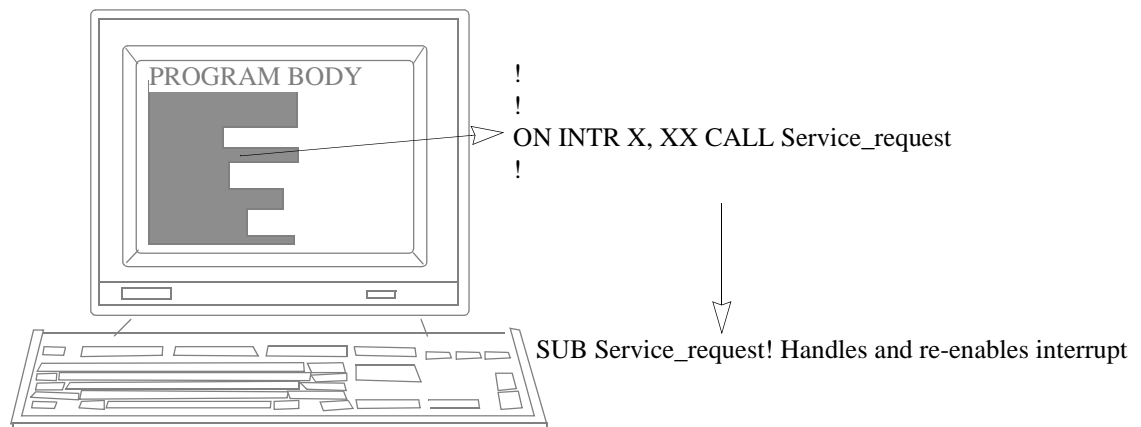 PROGRAM BODY
!
!
ON INTR X, XX CALL Service_request
!
SUB Service_request! Handles and re-enables interrupt